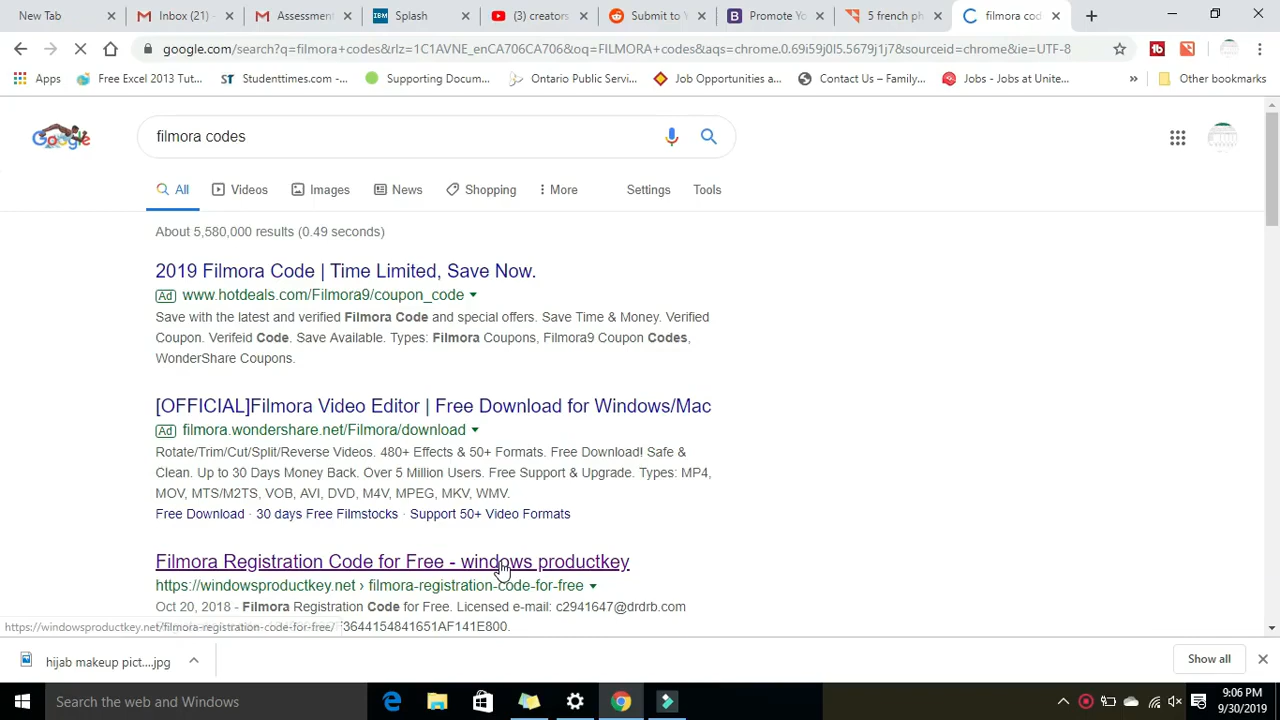 New Tab
Inbox (21) -
Assessment
IBM
Splash
(3) creators
Submit to Y
B
Promote Yo
5 french ph
filmora cod
google.com/search?q=filmora+codes&rlz=1C1AVNE_enCA706CA706&oq=FILMORA+codes&aqs=chrome.0.69i59j0l5.5679j1j7&sourceid=chrome&ie=UTF-8
tb
Apps
Free Excel 2013 Tut...
ST
Studenttimes.com -...
Supporting Docum...
Ontario Public Servi...
Job Opportunities a...
Contact Us – Family...
Jobs - Jobs at Unite...
»
Other bookmarks
Google
filmora codes
All
Videos
Images
News
Shopping
More
Settings
Tools
About 5,580,000 results (0.49 seconds)
2019 Filmora Code | Time Limited, Save Now.
Ad www.hotdeals.com/Filmora9/coupon_code
Save with the latest and verified Filmora Code and special offers. Save Time & Money. Verified
Coupon. Verifeid Code. Save Available. Types: Filmora Coupons, Filmora9 Coupon Codes,
WonderShare Coupons.
[OFFICIAL]Filmora Video Editor | Free Download for Windows/Mac
Ad filmora.wondershare.net/Filmora/download
Rotate/Trim/Cut/Split/Reverse Videos. 480+ Effects & 50+ Formats. Free Download! Safe &
Clean. Up to 30 Days Money Back. Over 5 Million Users. Free Support & Upgrade. Types: MP4,
MOV, MTS/M2TS, VOB, AVI, DVD, M4V, MPEG, MKV, WMV.
Free Download · 30 days Free Filmstocks · Support 50+ Video Formats
Filmora Registration Code for Free - windows productkey
https://windowsproductkey.net › filmora-registration-code-for-free
Oct 20, 2018 - Filmora Registration Code for Free. Licensed e-mail: c2941647@drdrb.com
https://windowsproductkey.net/filmora-registration-code-for-free/
3644154841651AF141E800.
hijab makeup pict....jpg
Show all
Search the web and Windows
9:06 PM
9/30/2019